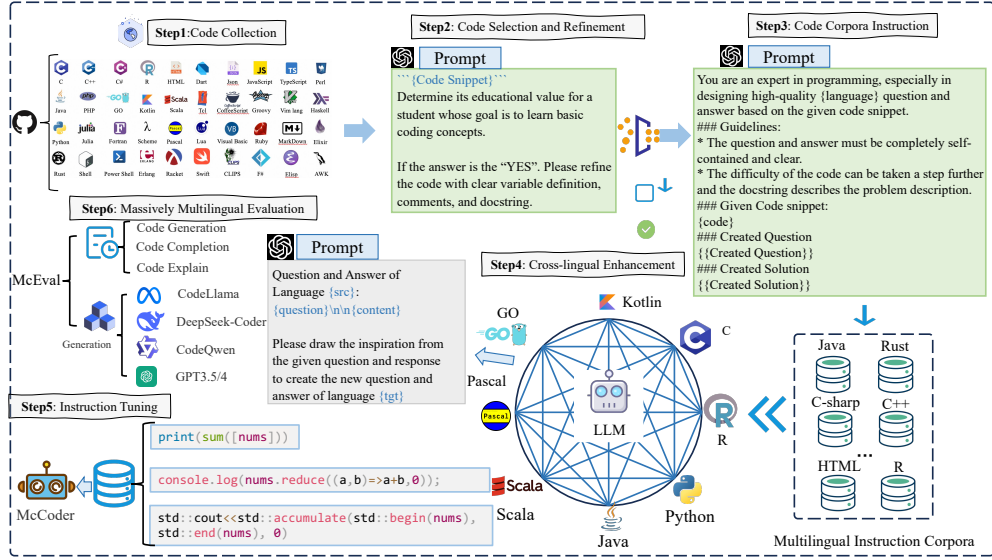 Step1:Code Collection
C C++ C# R HTML Dart Json JavaScript TypeScript Perl
JS TS
Java PHP GO Kotlin Scala Tcl CoffeeScript Groovy Vim lang Haskell
Python Julia Fortran Scheme Pascal Lua Visual Basic Ruby MarkDown Elixir
Rust Shell Power Shell Erlang Racket Swift CLIPS F# Elisp AWK
Step2: Code Selection and Refinement
Prompt
```{Code Snippet}```
Determine its educational value for a
student whose goal is to learn basic
coding concepts.
If the answer is the “YES”. Please refine
the code with clear variable definition,
comments, and docstring.
Step3: Code Corpora Instruction
Prompt
You are an expert in programming, especially in
designing high-quality {language} question and
answer based on the given code snippet.
### Guidelines:
* The question and answer must be completely self-
contained and clear.
* The difficulty of the code can be taken a step further
and the docstring describes the problem description.
### Given Code snippet:
{code}
### Created Question
{{Created Question}}
### Created Solution
{{Created Solution}}
Multilingual Instruction Corpora
Java Rust
C-sharp C++
...
HTML R
Step4: Cross-lingual Enhancement
Prompt
Question and Answer of
Language {src}:
{question}\n\n{content}
Please draw the inspiration from
the given question and response
to create the new question and
answer of language {tgt}
Kotlin
GO
GO
C
C
Pascal
Pascal
LLM
R
R
Scala
Scala
Python
Java
Step5: Instruction Tuning
McCoder
print(sum([nums]))
console.log(nums.reduce((a,b)=>a+b,0));
std::cout<<std::accumulate(std::begin(nums),
std::end(nums), 0)
Step6: Massively Multilingual Evaluation
McEval
Code Generation
Code Completion
Code Explain
Generation
CodeLlama
DeepSeek-Coder
CodeQwen
GPT3.5/4